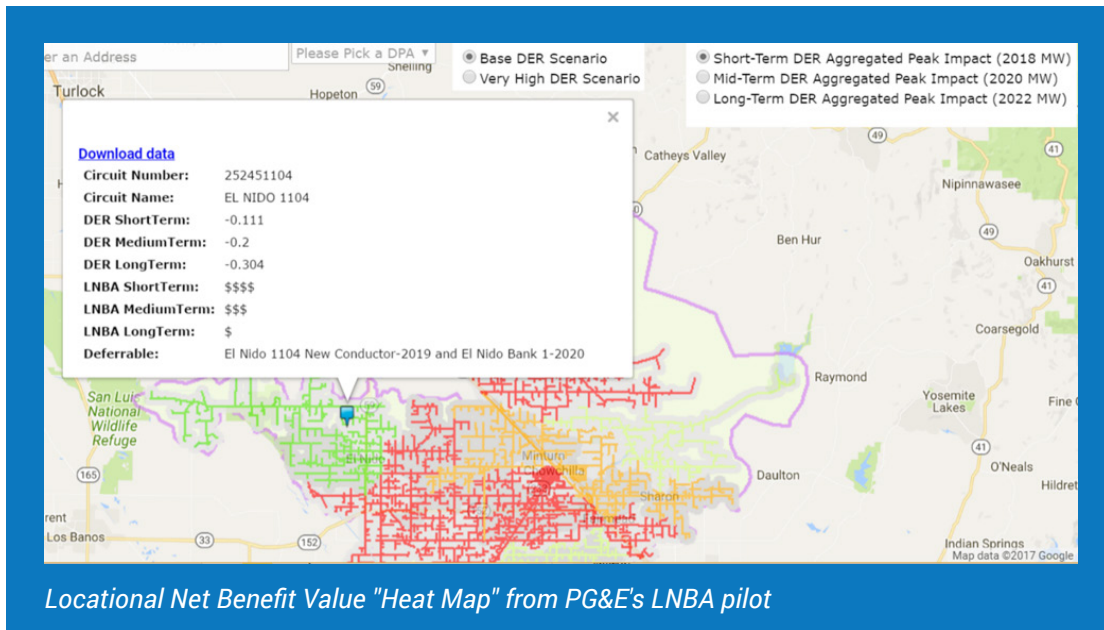 er an Address
Please Pick a DPA ▼
Base DER Scenario
Very High DER Scenario
Short-Term DER Aggregated Peak Impact (2018 MW)
Mid-Term DER Aggregated Peak Impact (2020 MW)
Long-Term DER Aggregated Peak Impact (2022 MW)
Snelling
Turlock
Hopeton
59
×
Download data
Circuit Number: 252451104
Circuit Name: EL NIDO 1104
DER ShortTerm: -0.111
DER MediumTerm: -0.2
DER LongTerm: -0.304
LNBA ShortTerm: $$$$
LNBA MediumTerm: $$$
LNBA LongTerm: $
Deferrable: El Nido 1104 New Conductor-2019 and El Nido Bank 1-2020
49
41
Catheys Valley
Nipinnawasee
Ben Hur
49
Oakhurst
41
Coarsegold
Raymond
Yosemite
Lakes
Fine
San Luis
National
Wildlife
Refuge
59
El Nido
Minturn
Chowchilla
Sharon
Daulton
41
O'Neals
Hildret
165
rent
Los Banos
33
152
Indian Springs
Map data ©2017 Google
Locational Net Benefit Value "Heat Map" from PG&E's LNBA pilot